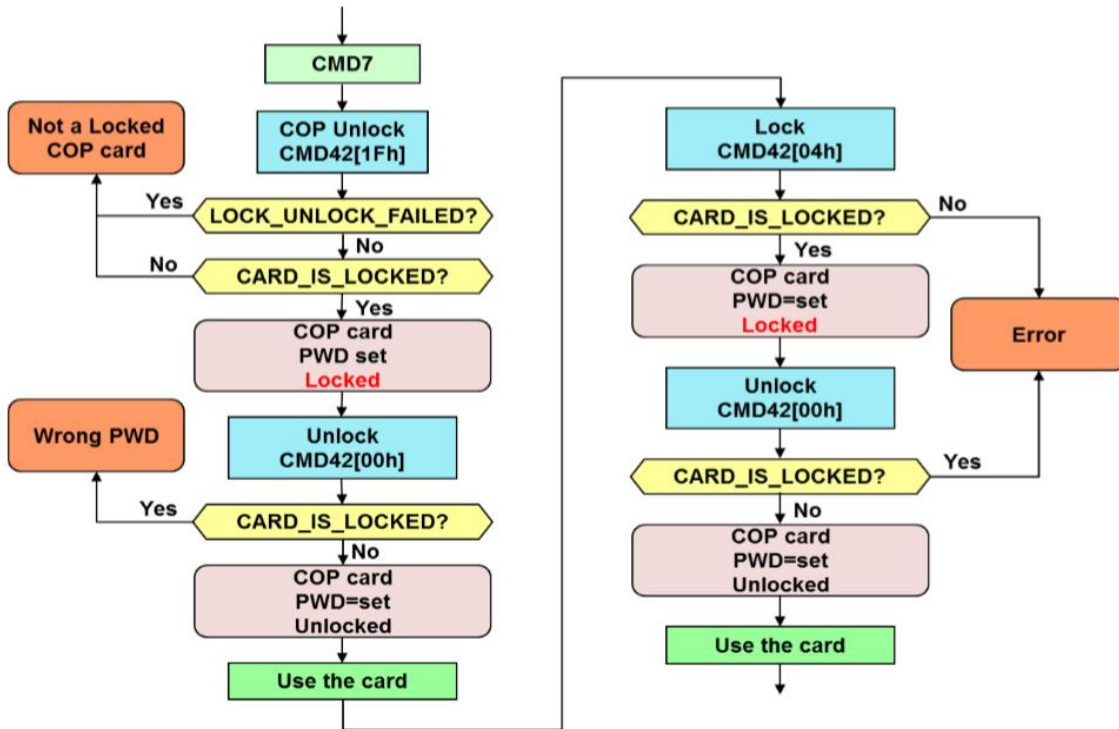 CMD7
COP Unlock
CMD42[1Fh]
Not a Locked
COP card
Yes
LOCK_UNLOCK_FAILED?
No
No
CARD_IS_LOCKED?
Yes
COP card
PWD set
Locked
Unlock
CMD42[00h]
Wrong PWD
Yes
CARD_IS_LOCKED?
No
COP card
PWD=set
Unlocked
Use the card
Lock
CMD42[04h]
CARD_IS_LOCKED?
No
Yes
COP card
PWD=set
Locked
Error
Unlock
CMD42[00h]
CARD_IS_LOCKED?
Yes
No
COP card
PWD=set
Unlocked
Use the card